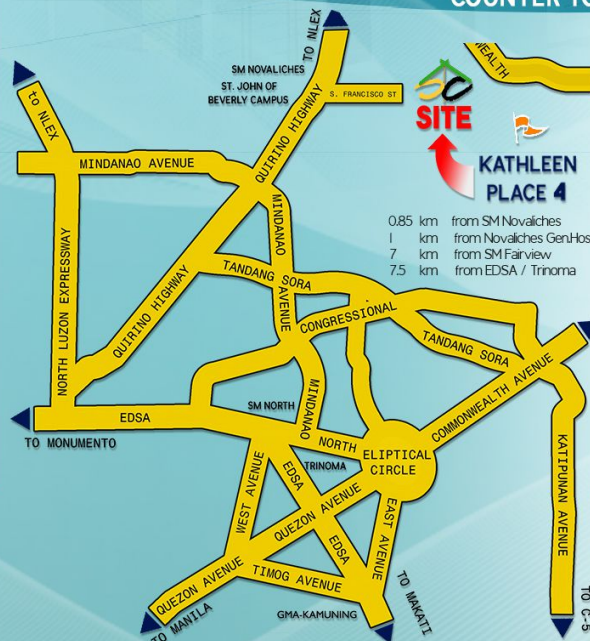 COUNTER TO
TO NLEX
SM NOVALICHES
ST. JOHN OF
BEVERLY CAMPUS
S. FRANCISCO ST
SC
SITE
KATHLEEN
PLACE 4
0.85 km from SM Novaliches
1 km from Novaliches Gen.Hos
7 km from SM Fairview
7.5 km from EDSA / Trinoma
to NLEX
MINDANAO AVENUE
QUIRINO HIGHWAY
MINDANAO AVENUE
NORTH LUZON EXPRESSWAY
QUIRINO HIGHWAY
TANDANG SORA
CONGRESSIONAL
TANDANG SORA
COMMONWEALTH AVENUE
EDSA
TO MONUMENTO
SM NORTH
MINDANAO
NORTH
TRINOMA
ELIPTICAL
CIRCLE
WEST AVENUE
EDSA
EDSA
QUEZON AVENUE
EAST AVENUE
KATIPUNAN AVENUE
QUEZON AVENUE
TIMOG AVENUE
TO MANILA
GMA-KAMUNING
TO MAKATI
TO C-5
WEALTH